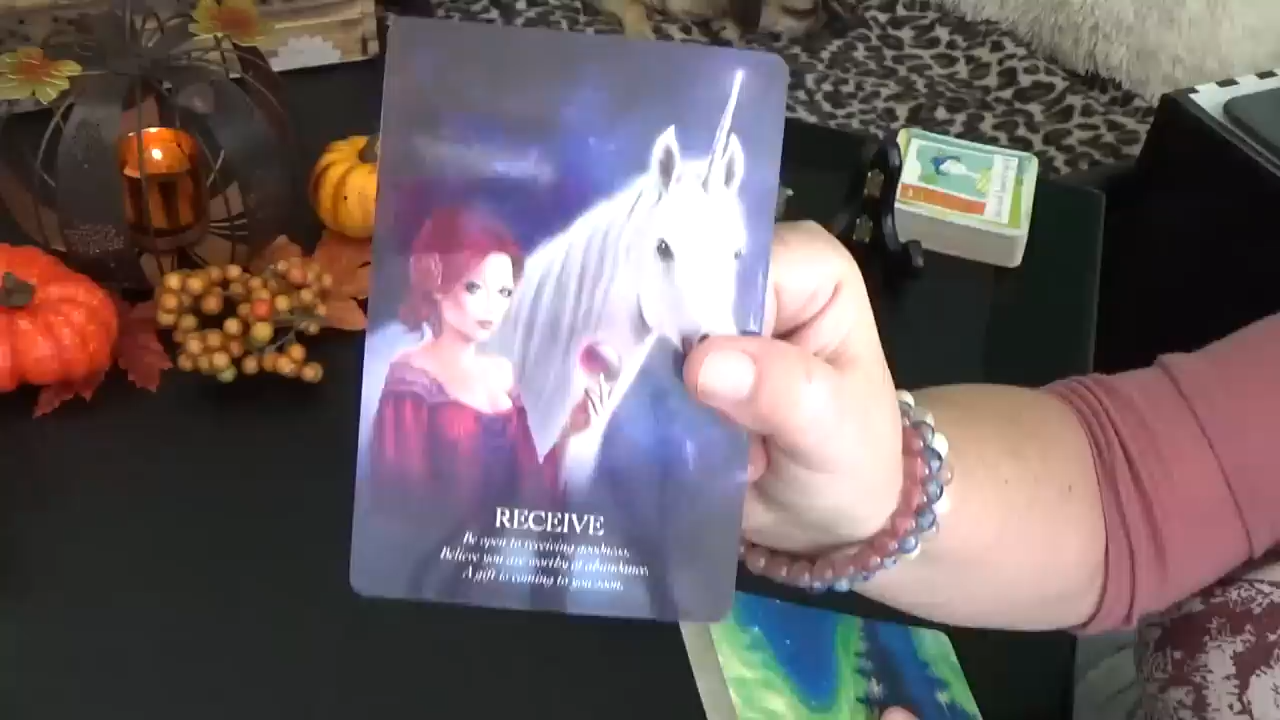 RECEIVE
Be open to receiving goodness.
Believe you are worthy of abundance.
A gift is coming to you soon.